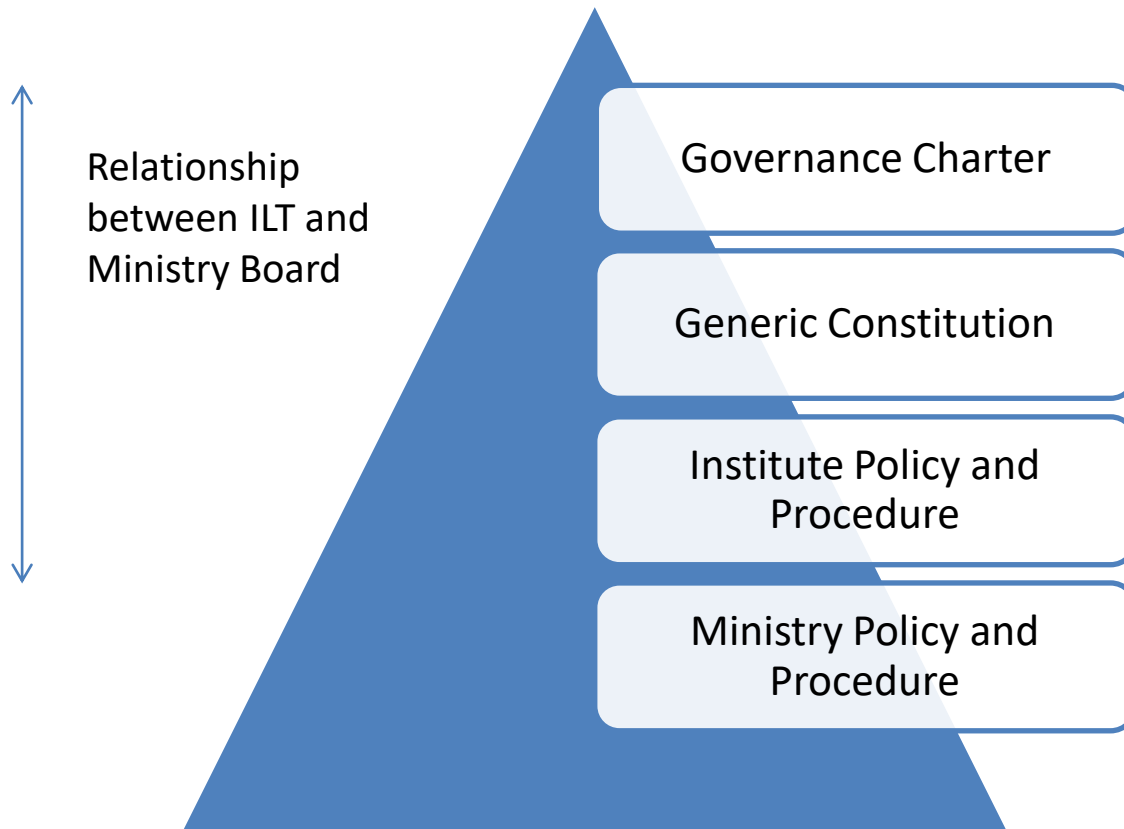 Relationship
between ILT and
Ministry Board
Governance Charter
Generic Constitution
Institute Policy and
Procedure
Ministry Policy and
Procedure